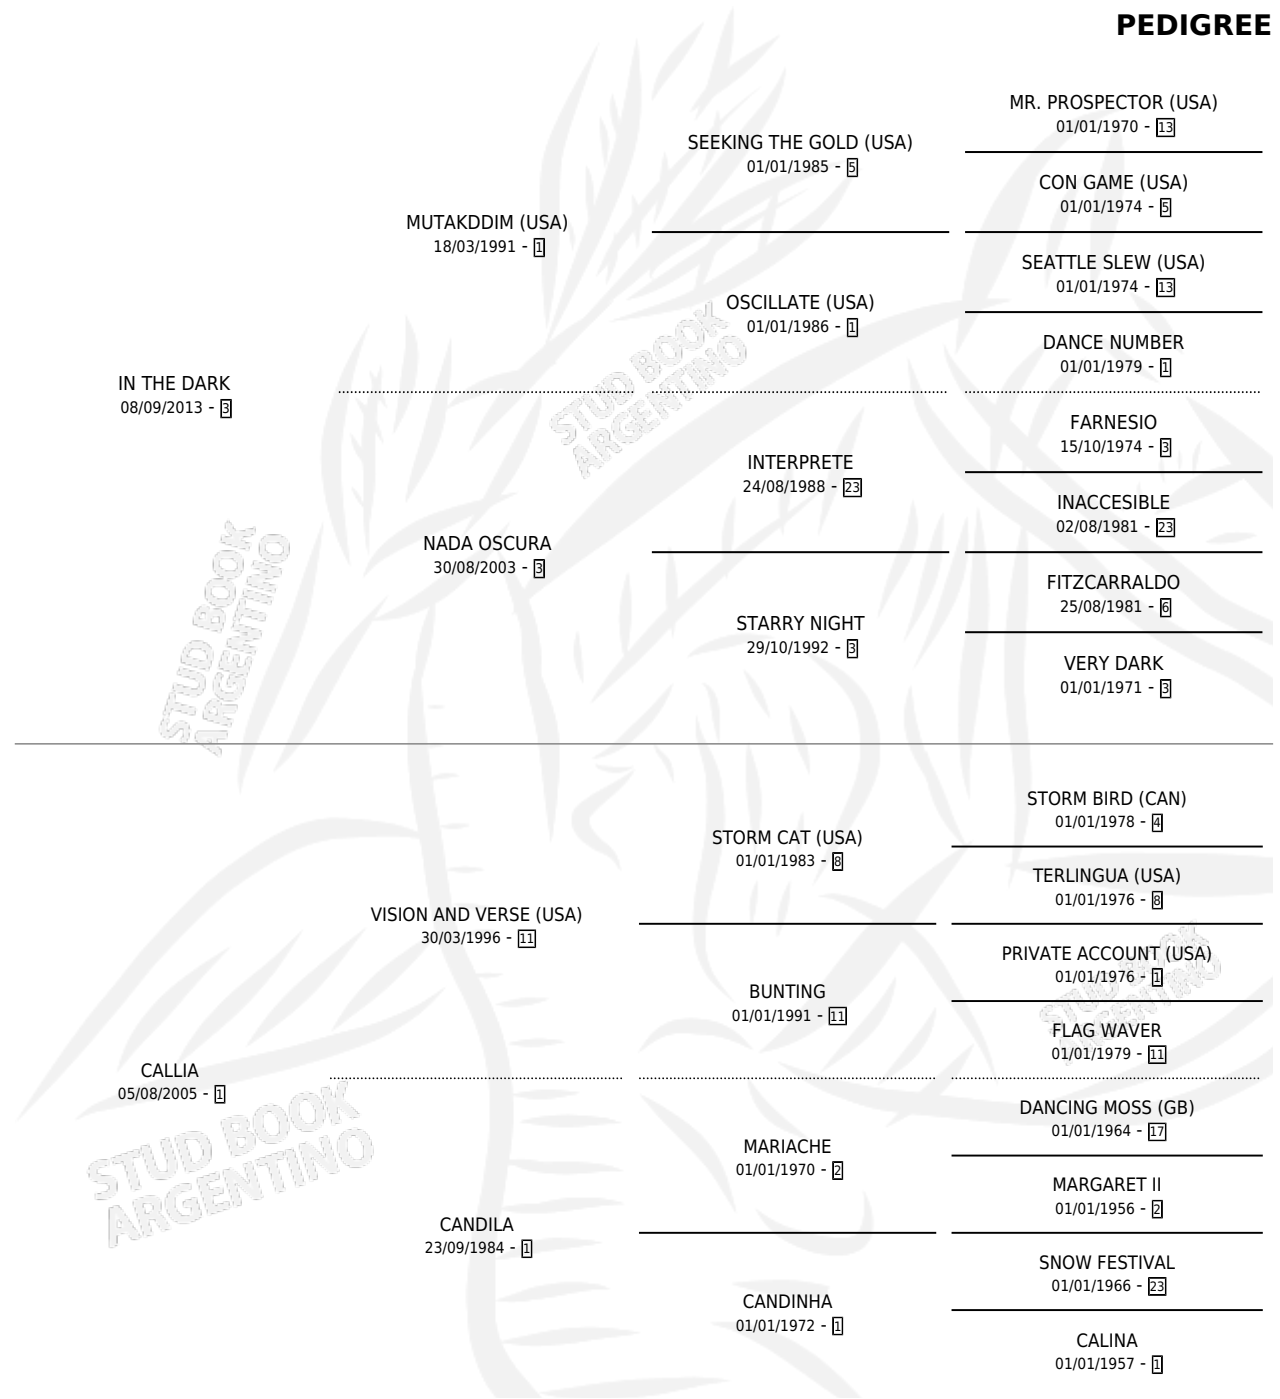 PEDIGREE
MR. PROSPECTOR (USA)
01/01/1970 - 13
SEEKING THE GOLD (USA)
01/01/1985 - 5
CON GAME (USA)
01/01/1974 - 5
MUTAKDDIM (USA)
18/03/1991 - 1
SEATTLE SLEW (USA)
01/01/1974 - 13
OSCILLATE (USA)
01/01/1986 - 1
DANCE NUMBER
01/01/1979 - 1
IN THE DARK
08/09/2013 - 3
FARNESIO
15/10/1974 - 3
INTERPRETE
24/08/1988 - 23
INACCESIBLE
02/08/1981 - 23
NADA OSCURA
30/08/2003 - 3
FITZCARRALDO
25/08/1981 - 6
STARRY NIGHT
29/10/1992 - 3
VERY DARK
01/01/1971 - 3
STORM BIRD (CAN)
01/01/1978 - 4
STORM CAT (USA)
01/01/1983 - 8
TERLINGUA (USA)
01/01/1976 - 8
VISION AND VERSE (USA)
30/03/1996 - 11
PRIVATE ACCOUNT (USA)
01/01/1976 - 1
BUNTING
01/01/1991 - 11
FLAG WAVER
01/01/1979 - 11
CALLIA
05/08/2005 - 1
DANCING MOSS (GB)
01/01/1964 - 17
MARIACHE
01/01/1970 - 2
MARGARET II
01/01/1956 - 2
CANDILA
23/09/1984 - 1
SNOW FESTIVAL
01/01/1966 - 23
CANDINHA
01/01/1972 - 1
CALINA
01/01/1957 - 1
STUD BOOK
ARGENTINO
STUD BOOK
ARGENTINO
STUD BOOK
ARGENTINO
STUD BOOK
ARGENTINO